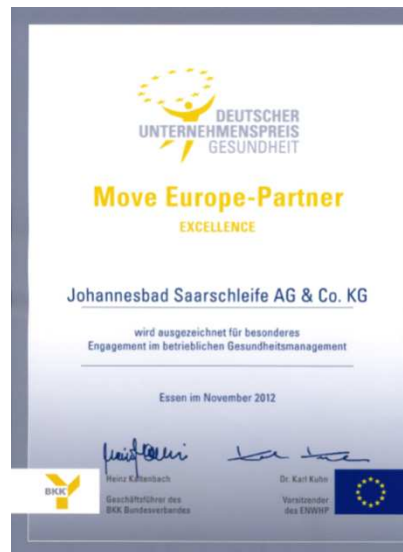 DEUTSCHER
UNTERNEHMENSPREIS
GESUNDHEIT
Move Europe-Partner
EXCELLENCE
Johannesbad Saarschleife AG & Co. KG
wird ausgezeichnet für besonderes
Engagement im betrieblichen Gesundheitsmanagement
Essen im November 2012
Heinz Kaltenbach
Dr. Karl Kuhn
BKK
Geschäftsführer des
BKK Bundesverbandes
Vorsitzender
des ENWHP